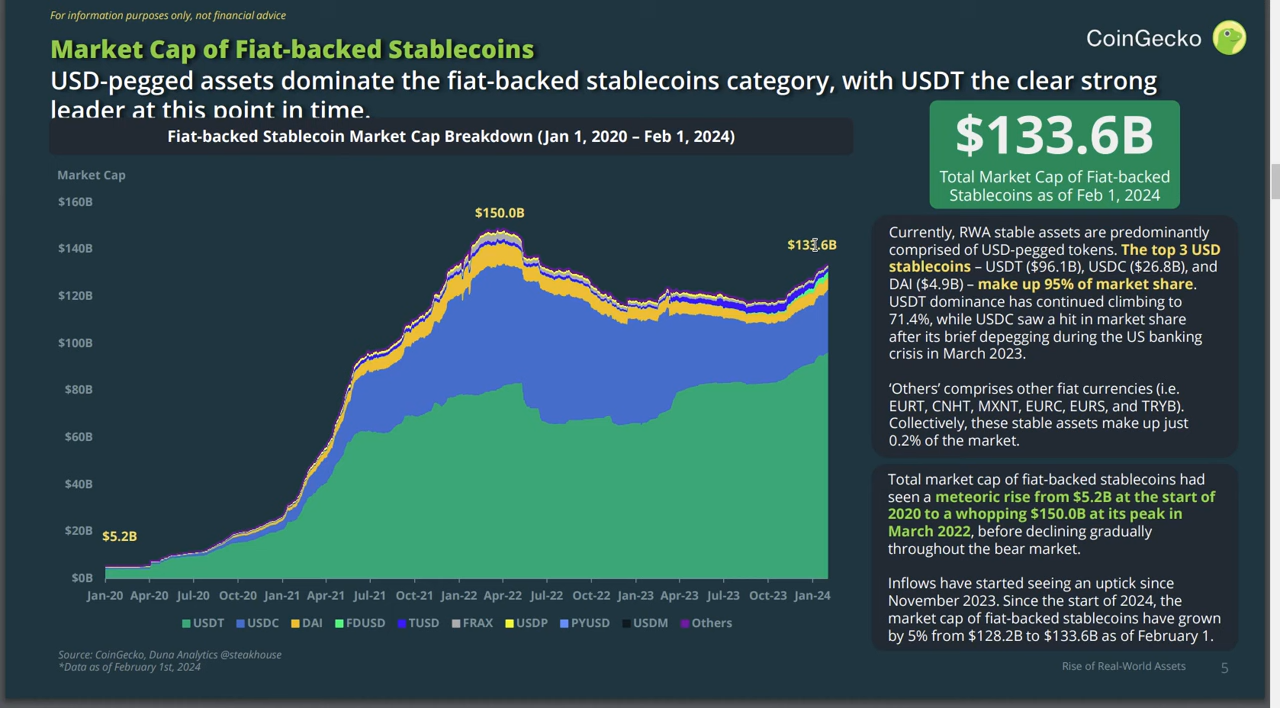 For information purposes only, not financial advice
CoinGecko
Market Cap of Fiat-backed Stablecoins
USD-pegged assets dominate the fiat-backed stablecoins category, with USDT the clear strong
leader at this point in time.
Fiat-backed Stablecoin Market Cap Breakdown (Jan 1, 2020 – Feb 1, 2024)
Market Cap
$160B
$140B
$120B
$100B
$80B
$60B
$40B
$20B
$0B
$5.2B
$150.0B
$133.6B
Jan-20 Apr-20 Jul-20 Oct-20 Jan-21 Apr-21 Jul-21 Oct-21 Jan-22 Apr-22 Jul-22 Oct-22 Jan-23 Apr-23 Jul-23 Oct-23 Jan-24
USDT USDC DAI FDUSD TUSD FRAX USDP PYUSD USDM Others
Source: CoinGecko, Duna Analytics @steakhouse
*Data as of February 1st, 2024
$133.6B
Total Market Cap of Fiat-backed
Stablecoins as of Feb 1, 2024
Currently, RWA stable assets are predominantly
comprised of USD-pegged tokens. The top 3 USD
stablecoins – USDT ($96.1B), USDC ($26.8B), and
DAI ($4.9B) – make up 95% of market share.
USDT dominance has continued climbing to
71.4%, while USDC saw a hit in market share
after its brief depegging during the US banking
crisis in March 2023.
‘Others’ comprises other fiat currencies (i.e.
EURT, CNHT, MXNT, EURC, EURS, and TRYB).
Collectively, these stable assets make up just
0.2% of the market.
Total market cap of fiat-backed stablecoins had
seen a meteoric rise from $5.2B at the start of
2020 to a whopping $150.0B at its peak in
March 2022, before declining gradually
throughout the bear market.
Inflows have started seeing an uptick since
November 2023. Since the start of 2024, the
market cap of fiat-backed stablecoins have grown
by 5% from $128.2B to $133.6B as of February 1.
Rise of Real-World Assets 5